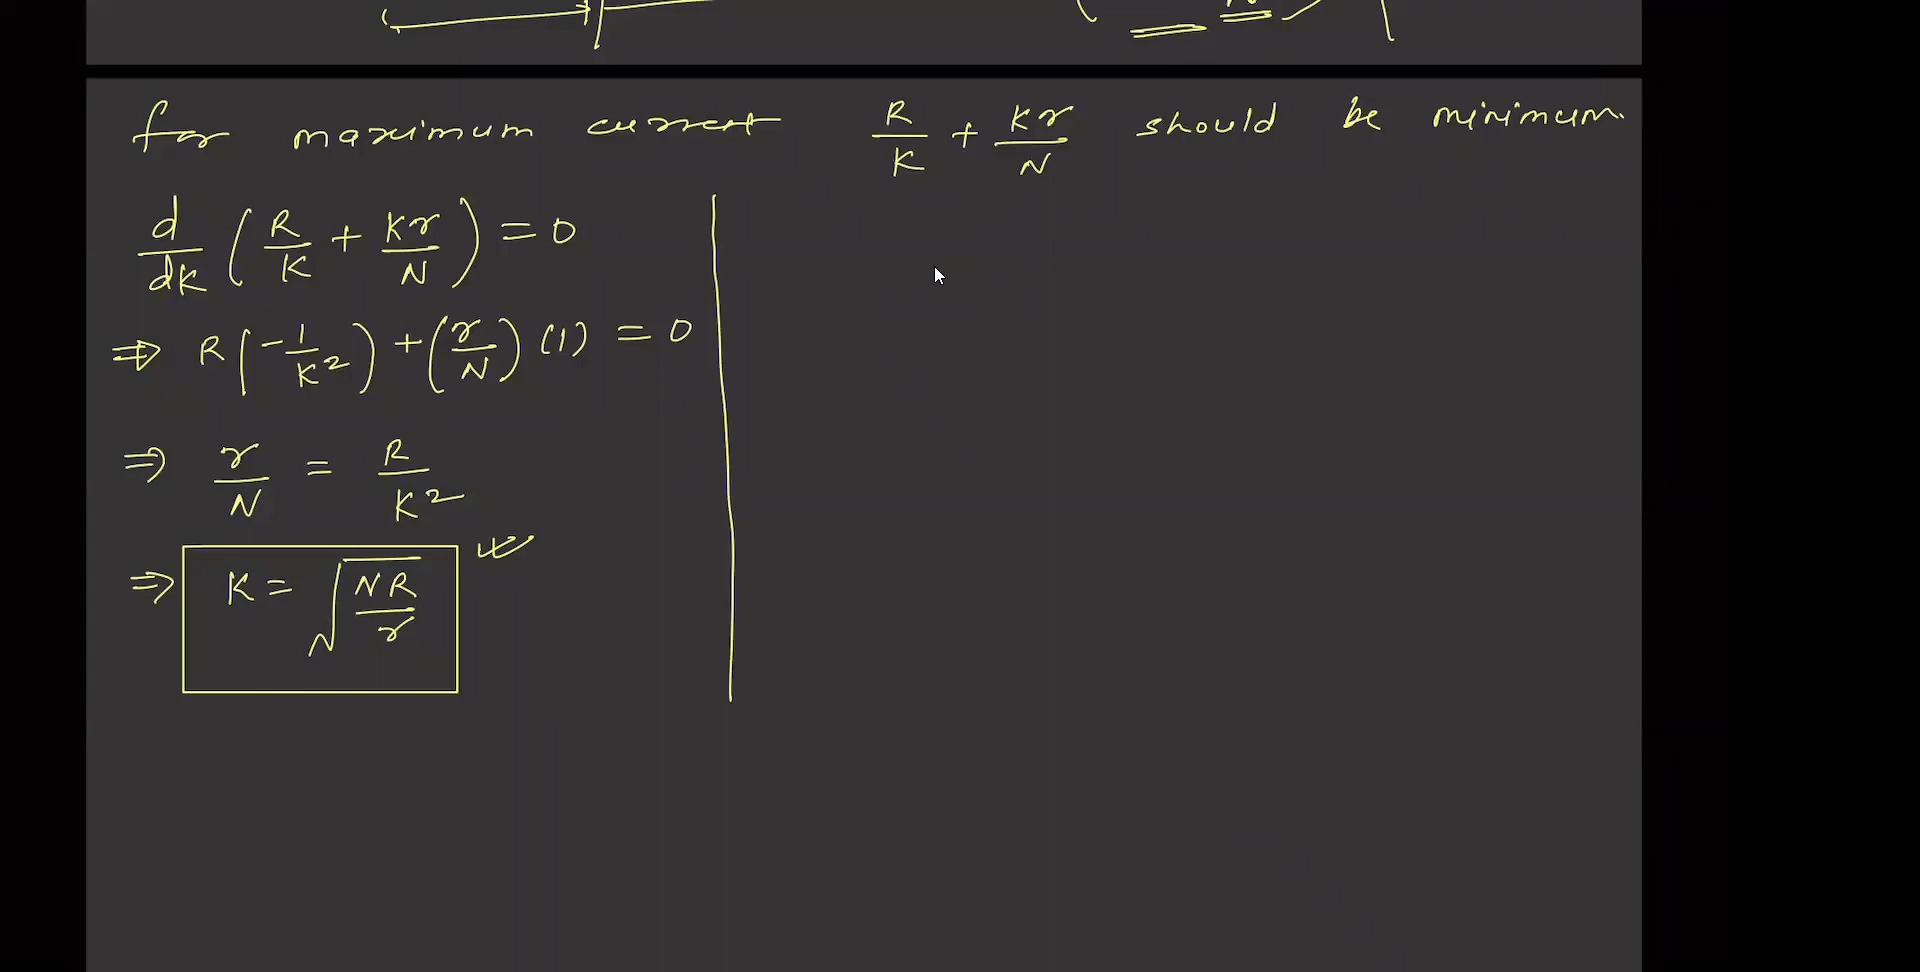 for maximum current R/K + Kr/N should be minimum.
d/dK (R/K + Kr/N) = 0
⇒ R(-1/K²) + (r/N)(1) = 0
⇒ r/N = R/K²
⇒ K = √(NR/r)